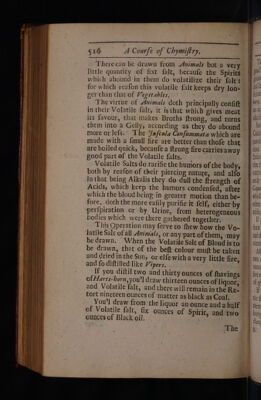 516 A Course of Chymistry.
There can be drawn from Animals but a very
little quantity of fixt salt, because the Spirits
which abound in them do volatilize their salt:
for which reason this volatile salt keeps dry lon-
ger than that of Vegetables.
The virtue of Animals doth principally consist
in their Volatile salt, it is that which gives meat
its savour, that makes Broths strong, and turns
them into a Gelly, according as they do abound
more or less. The Juscula Consummata which are
made with a small fire are better than those that
are boiled quick, because a strong fire carries away
good part of the Volatile Salts.
Volatile Salts do rarifie the humors of the body,
both by reason of their piercing nature, and also
in that being Alkalis they do dull the strength of
Acids, which keep the humors condensed, after
which the blood being in greater motion than be-
fore, doth the more easily purifie it self, either by
perspiration or by Urine, from heterogeneous
bodies which were there gathered together.
This Operation may serve to shew how the Vo-
latile Salt of all Animals, or any part of them, may
be drawn. When the Volatile Salt of Blood is to
be drawn, that of the best colour must be taken
and dried in the Sun, or else with a very little fire,
and so distilled like Vipers.
If you distil two and thirty ounces of shavings
of Harts-horn, you'l draw thirteen ounces of liquor,
and Volatile salt, and there will remain in the Re-
tort nineteen ounces of matter as black as Coal.
You'l draw from the liquor an ounce and a half
of Volatile salt, six ounces of Spirit, and two
ounces of Black oil.
The